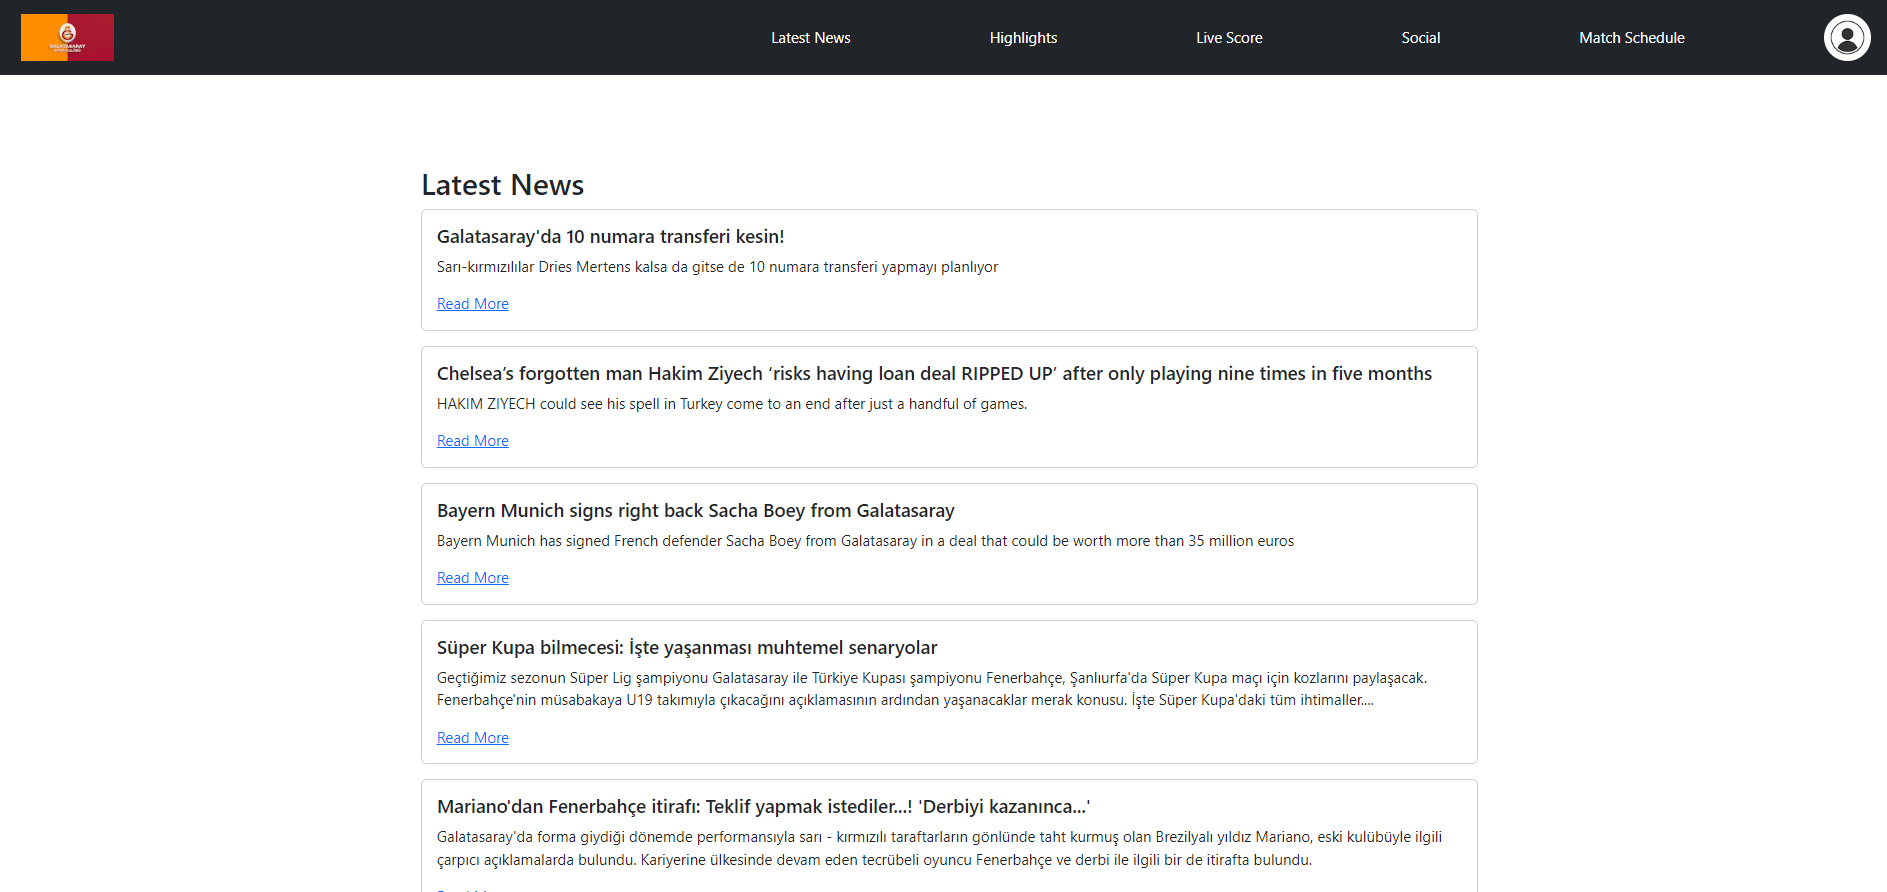 GALATASARAY
Latest News
Highlights
Live Score
Social
Match Schedule
Latest News
Galatasaray'da 10 numara transferi kesin!
Sarı-kırmızılılar Dries Mertens kalsa da gitse de 10 numara transferi yapmayı planlıyor
Read More
Chelsea’s forgotten man Hakim Ziyech ‘risks having loan deal RIPPED UP’ after only playing nine times in five months
HAKIM ZIYECH could see his spell in Turkey come to an end after just a handful of games.
Read More
Bayern Munich signs right back Sacha Boey from Galatasaray
Bayern Munich has signed French defender Sacha Boey from Galatasaray in a deal that could be worth more than 35 million euros
Read More
Süper Kupa bilmecesi: İşte yaşanması muhtemel senaryolar
Geçtiğimiz sezonun Süper Lig şampiyonu Galatasaray ile Türkiye Kupası şampiyonu Fenerbahçe, Şanlıurfa'da Süper Kupa maçı için kozlarını paylaşacak.
Fenerbahçe'nin müsabakaya U19 takımıyla çıkacağını açıklamasının ardından yaşanacaklar merak konusu. İşte Süper Kupa'daki tüm ihtimaller....
Read More
Mariano'dan Fenerbahçe itirafı: Teklif yapmak istediler...! 'Derbiyi kazanınca...'
Galatasaray'da forma giydiği dönemde performansıyla sarı - kırmızılı taraftarların gönlünde taht kurmuş olan Brezilyalı yıldız Mariano, eski kulübüyle ilgili
çarpıcı açıklamalarda bulundu. Kariyerine ülkesinde devam eden tecrübeli oyuncu Fenerbahçe ve derbi ile ilgili bir de itirafta bulundu.